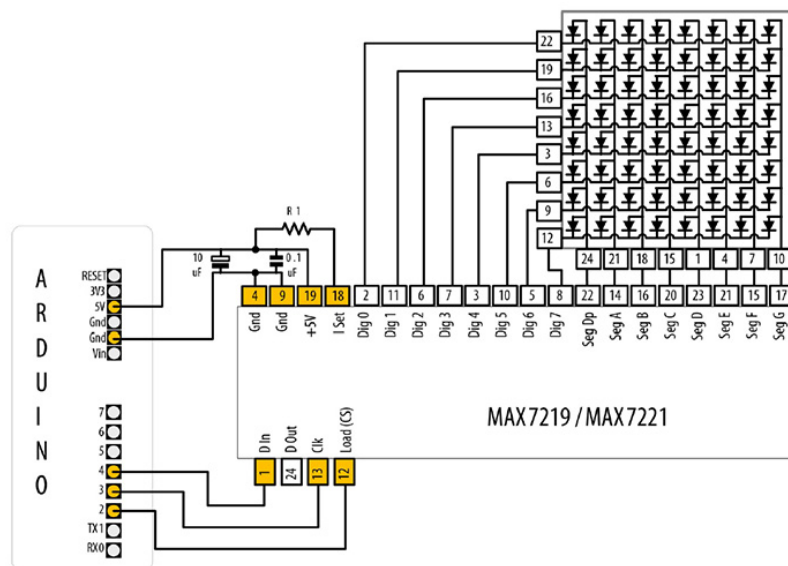 22
19
16
13
3
6
9
12
24 21 18 15 1 4 7 10
R 1
10 uF
0.1 uF
ARDUINO
RESET
3V3
5V
Gnd
Gnd
Vin
7
6
5
4
3
2
TX1
RX0
4 9 19 18 2 11 6 7 3 10 5 8 22 14 16 20 23 21 15 17
Gnd Gnd +5V I Set Dig 0 Dig 1 Dig 2 Dig 3 Dig 4 Dig 5 Dig 6 Dig 7 Seg Dp Seg A Seg B Seg C Seg D Seg E Seg F Seg G
MAX7219 / MAX7221
D In D Out Clk Load (CS)
1 24 13 12